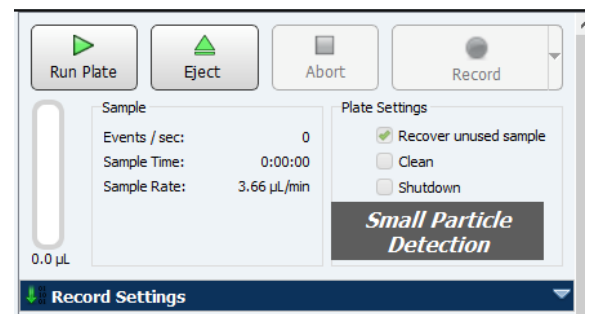 Run Plate
Eject
Abort
Record
Sample
Events / sec: 0
Sample Time: 0:00:00
Sample Rate: 3.66 µL/min
0.0 µL
Plate Settings
Recover unused sample
Clean
Shutdown
Small Particle
Detection
Record Settings